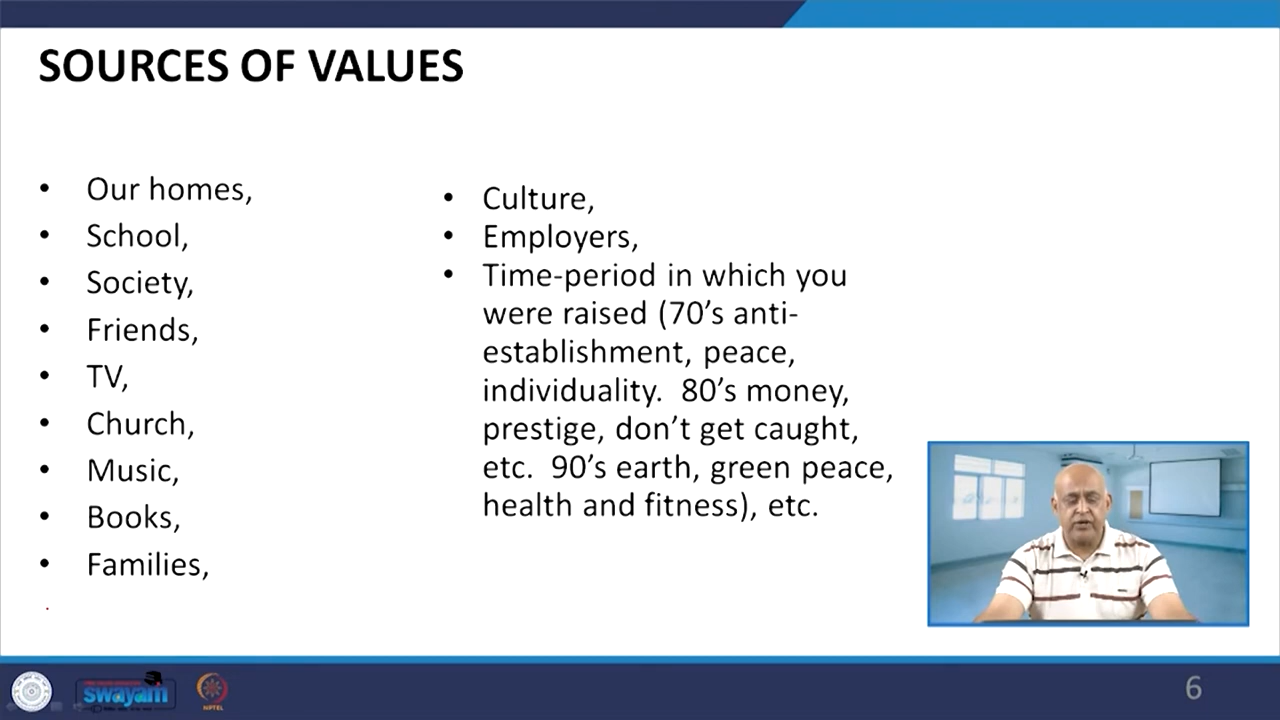 SOURCES OF VALUES
• Our homes,
• School,
• Society,
• Friends,
• TV,
• Church,
• Music,
• Books,
• Families,
• Culture,
• Employers,
• Time-period in which you
were raised (70’s anti-
establishment, peace,
individuality.  80’s money,
prestige, don’t get caught,
etc.  90’s earth, green peace,
health and fitness), etc.
swayam
NPTEL
6